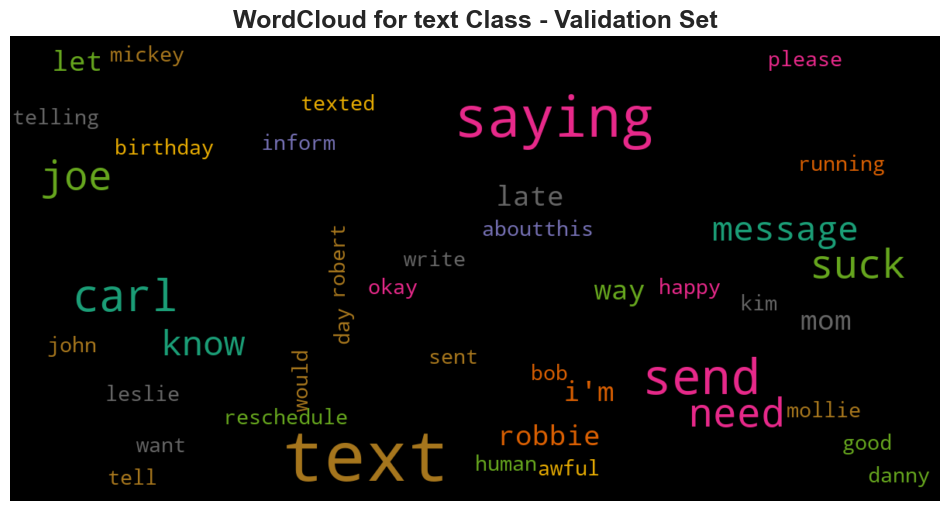 WordCloud for text Class - Validation Set
let mickey please
telling texted saying
birthday inform running
joe late
aboutthis message
write suck
robert okay way happy
carl day kim mom
john know sent
leslie would bob i'm send
reschedule need mollie
want text robbie good
tell human awful danny